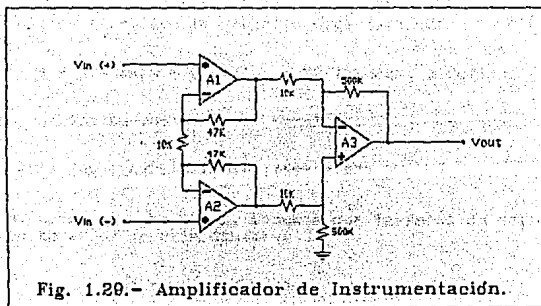 Vin (+)
A1
10K
500K
47K
10K
A3
Vout
47K
A2
10K
Vin (-)
500K
Fig. 1.29.- Amplificador de Instrumentación.